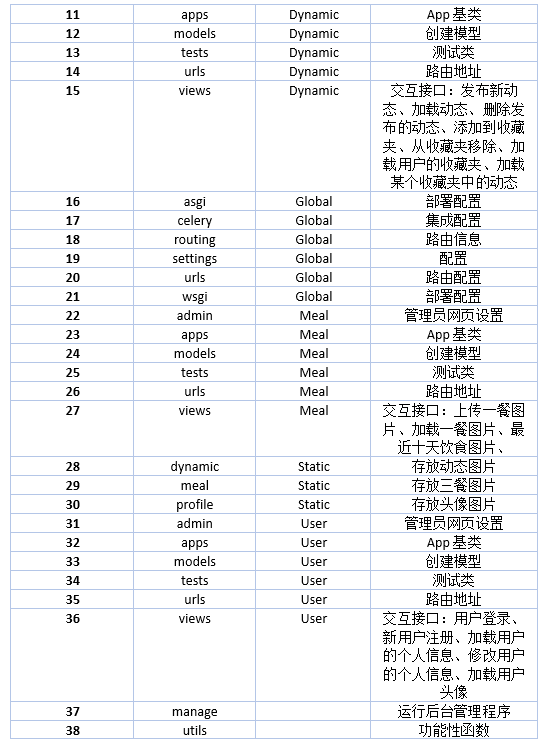 11 apps Dynamic App 基类
12 models Dynamic 创建模型
13 tests Dynamic 测试类
14 urls Dynamic 路由地址
15 views Dynamic 交互接口：发布新动
态、加载动态、删除发
布的动态、添加到收藏
夹、从收藏夹移除、加
载用户的收藏夹、加载
某个收藏夹中的动态
16 asgi Global 部署配置
17 celery Global 集成配置
18 routing Global 路由信息
19 settings Global 配置
20 urls Global 路由配置
21 wsgi Global 部署配置
22 admin Meal 管理员网页设置
23 apps Meal App 基类
24 models Meal 创建模型
25 tests Meal 测试类
26 urls Meal 路由地址
27 views Meal 交互接口：上传一餐图
片、加载一餐图片、最
近十天饮食图片、
28 dynamic Static 存放动态图片
29 meal Static 存放三餐图片
30 profile Static 存放头像图片
31 admin User 管理员网页设置
32 apps User App 基类
33 models User 创建模型
34 tests User 测试类
35 urls User 路由地址
36 views User 交互接口：用户登录、
新用户注册、加载用户
的个人信息、修改用户
的个人信息、加载用户
头像
37 manage 运行后台管理程序
38 utils 功能性函数